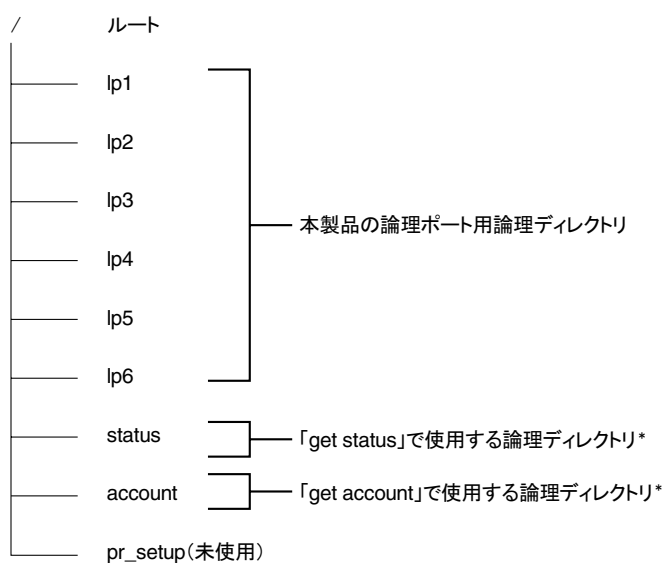 / ルート
lp1
lp2
lp3
本製品の論理ポート用論理ディレクトリ
lp4
lp5
lp6
status 「get status」で使用する論理ディレクトリ*
account 「get account」で使用する論理ディレクトリ*
pr_setup(未使用)